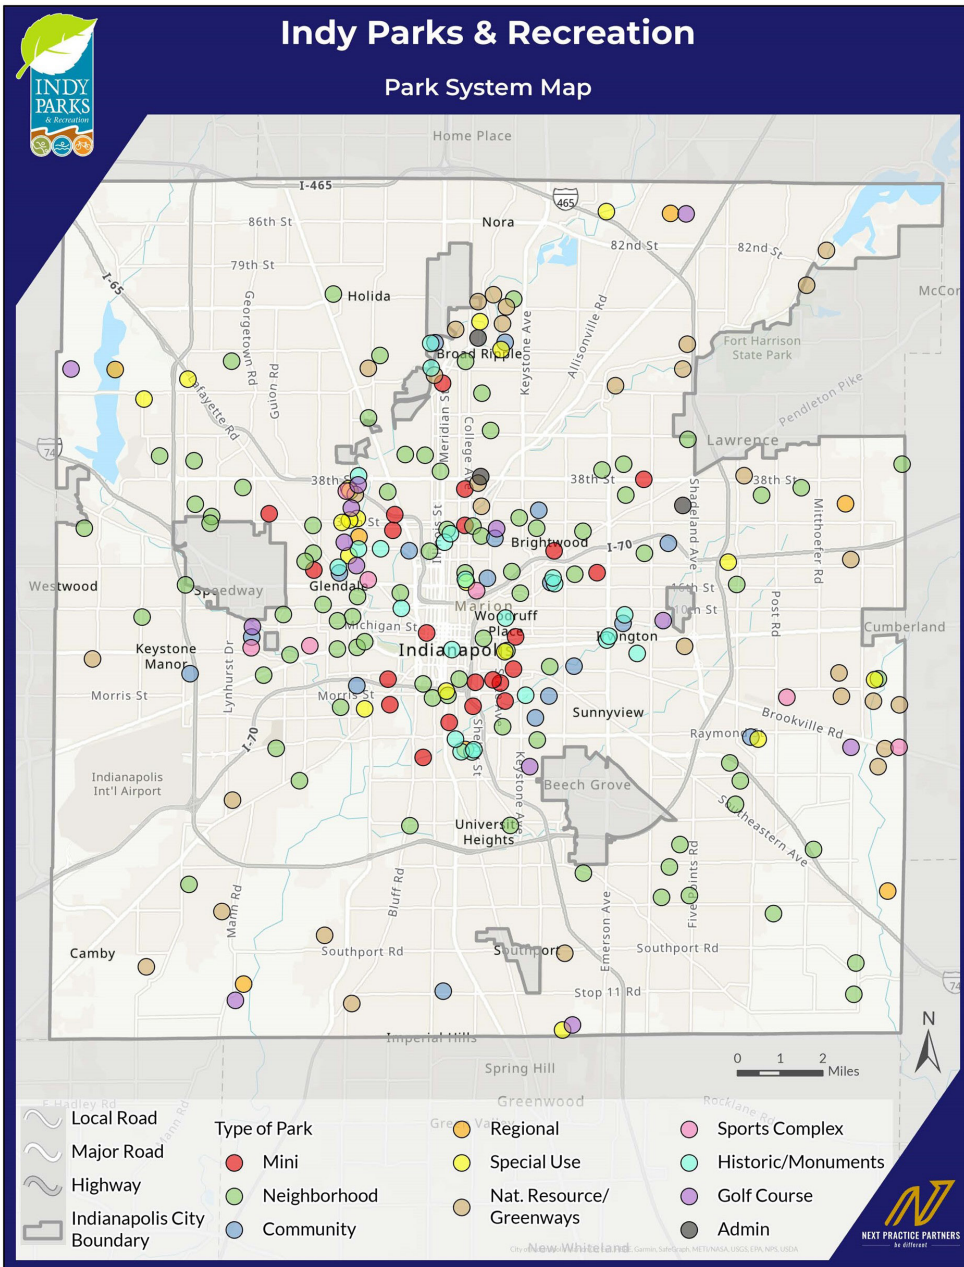 Indy Parks & Recreation
Park System Map
INDY
PARKS
& Recreation
Home Place
I-465
465
86th St
Nora
82nd St
82nd St
79th St
I-65
Holida
McCor
Georgetown Rd
Keystone Ave
Allisonville Rd
Broad Ripple
Fort Harrison
State Park
Guion Rd
Lafayette Rd
Meridian S
College A
Pendleton Pike
Lawrence
74
38th S
38th St
38th St
Shadeland Ave
Mitthoefer Rd
St
Brightwood
I-70
Westwood
Speedway
Glendale
16th St
10th St
Marion
Post Rd
Woodruff
Place
Michigan St
Cumberland
Keystone
Manor
Lynhurst Dr
Indianapolis
Morris St
Morris St
Sunnyview
Brookville Rd
Raymond
I-70
Keystone Ave
Indianapolis
Int'l Airport
Beech Grove
University
Heights
Southeastern Ave
Bluff Rd
Five Points Rd
Mann Rd
Emerson Ave
Camby
Southport Rd
Southport
Southport Rd
Stop 11 Rd
74
Imperial Hills
N
0 1 2
Miles
Spring Hill
Greenwood
Rocklane Rd
E Hadley Rd
Mann Rd
Local Road
Major Road
Highway
Indianapolis City
Boundary
Type of Park
Mini
Neighborhood
Community
Regional
Special Use
Nat. Resource/
Greenways
Sports Complex
Historic/Monuments
Golf Course
Admin
New Whiteland
NEXT PRACTICE PARTNERS
be different